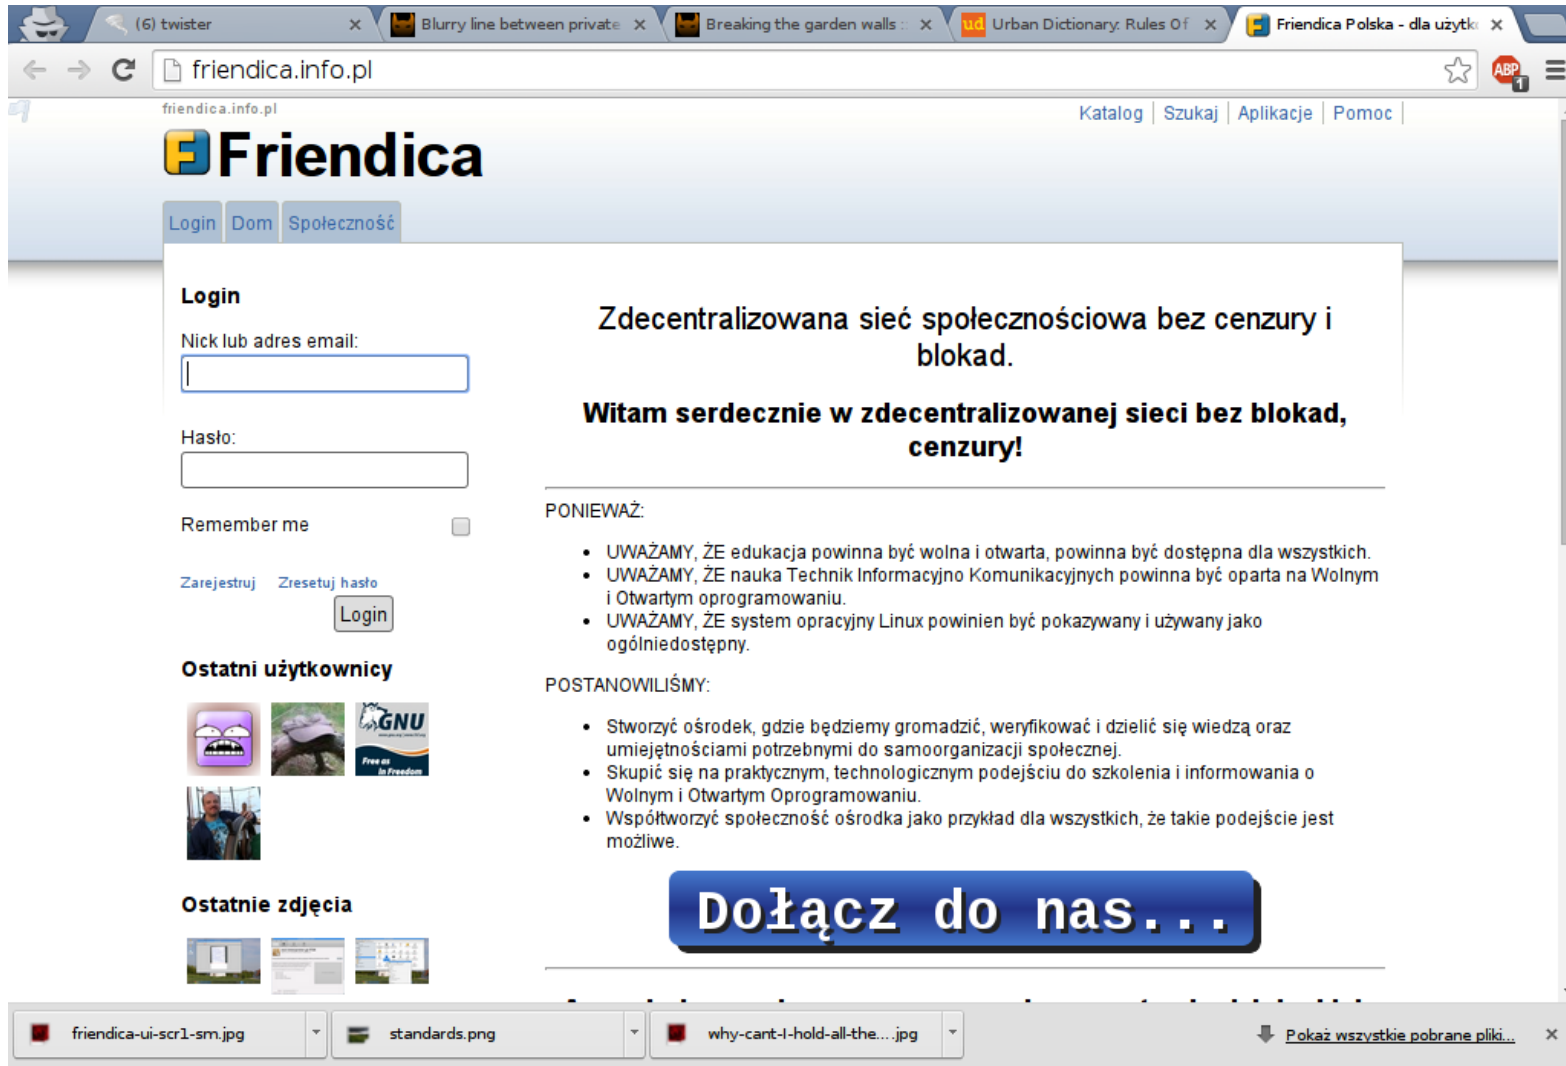 (6) twister
Blurry line between private
Breaking the garden walls ::
ud Urban Dictionary: Rules Of
Friendica Polska - dla użytko
friendica.info.pl
ABP
1
friendica.info.pl
Katalog | Szukaj | Aplikacje | Pomoc |
Friendica
Login Dom Społeczność
Login
Nick lub adres email:
Hasło:
Remember me
Zarejestruj Zresetuj hasło
Login
Ostatni użytkownicy
GNU
Free as
in Freedom
Ostatnie zdjęcia
Zdecentralizowana sieć społecznościowa bez cenzury i
blokad.
Witam serdecznie w zdecentralizowanej sieci bez blokad,
cenzury!
PONIEWAŻ:
• UWAŻAMY, ŻE edukacja powinna być wolna i otwarta, powinna być dostępna dla wszystkich.
• UWAŻAMY, ŻE nauka Technik Informacyjno Komunikacyjnych powinna być oparta na Wolnym
i Otwartym oprogramowaniu.
• UWAŻAMY, ŻE system opracyjny Linux powinien być pokazywany i używany jako
ogólniedostępny.
POSTANOWILIŚMY:
• Stworzyć ośrodek, gdzie będziemy gromadzić, weryfikować i dzielić się wiedzą oraz
umiejętnościami potrzebnymi do samoorganizacji społecznej.
• Skupić się na praktycznym, technologicznym podejściu do szkolenia i informowania o
Wolnym i Otwartym Oprogramowaniu.
• Współtworzyć społeczność ośrodka jako przykład dla wszystkich, że takie podejście jest
możliwe.
Dołącz do nas...
friendica-ui-scr1-sm.jpg
standards.png
why-cant-I-hold-all-the....jpg
Pokaż wszystkie pobrane pliki...